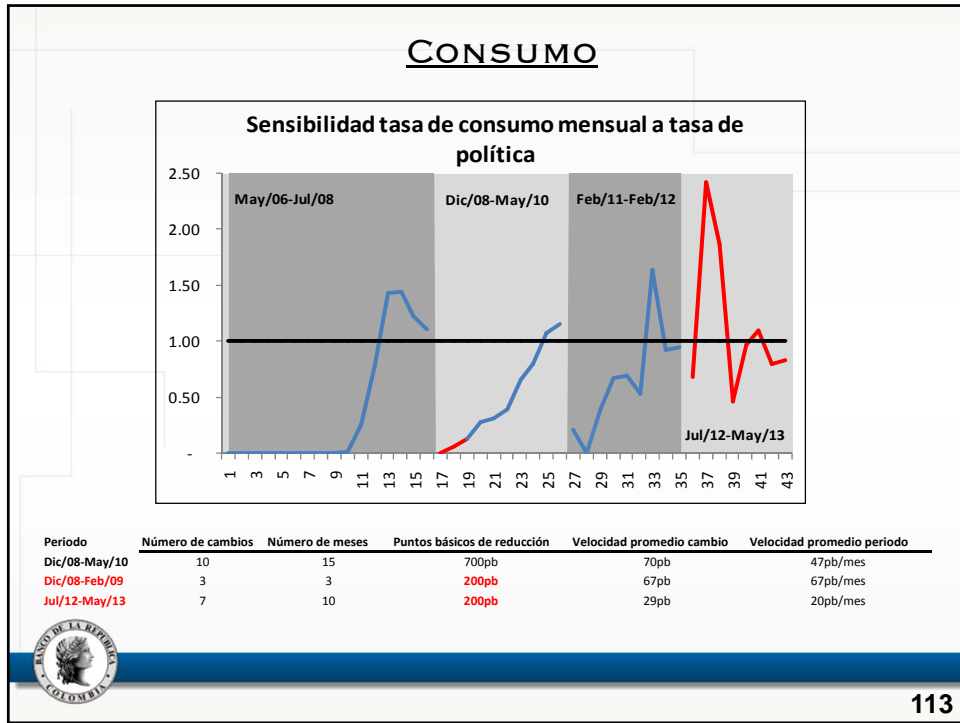 CONSUMO
Sensibilidad tasa de consumo mensual a tasa de
política
2.50
2.00
1.50
1.00
0.50
-
May/06-Jul/08
Dic/08-May/10
Feb/11-Feb/12
Jul/12-May/13
1 3 5 7 9 11 13 15 17 19 21 23 25 27 29 31 33 35 37 39 41 43
Periodo Número de cambios Número de meses Puntos básicos de reducción Velocidad promedio cambio Velocidad promedio periodo
Dic/08-May/10 10 15 700pb 70pb 47pb/mes
Dic/08-Feb/09 3 3 200pb 67pb 67pb/mes
Jul/12-May/13 7 10 200pb 29pb 20pb/mes
BANCO DE LA REPÚBLICA
COLOMBIA
113